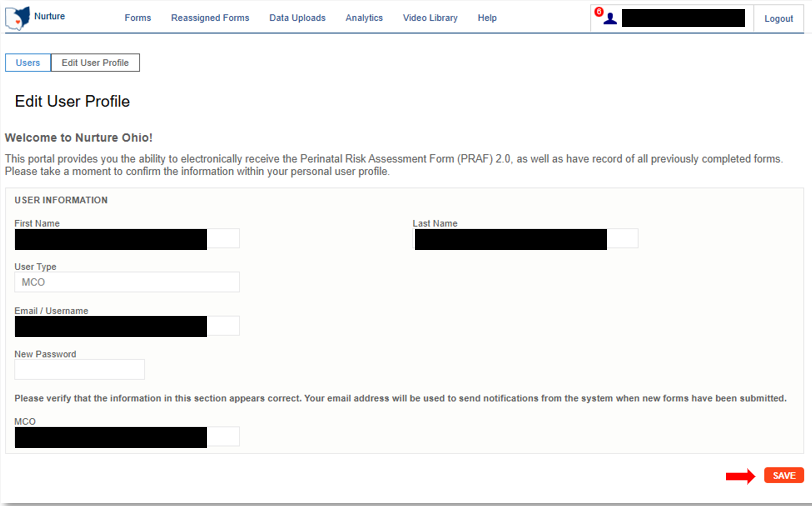 Nurture
Forms Reassigned Forms Data Uploads Analytics Video Library Help
6
Logout
Users Edit User Profile
Edit User Profile
Welcome to Nurture Ohio!
This portal provides you the ability to electronically receive the Perinatal Risk Assessment Form (PRAF) 2.0, as well as have record of all previously completed forms.
Please take a moment to confirm the information within your personal user profile.
USER INFORMATION
First Name Last Name
User Type
MCO
Email / Username
New Password
Please verify that the information in this section appears correct. Your email address will be used to send notifications from the system when new forms have been submitted.
MCO
SAVE